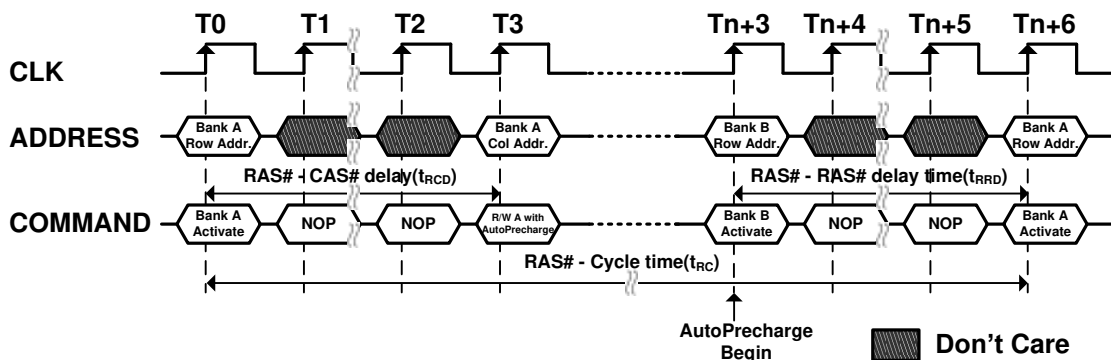 T0 T1 T2 T3 Tn+3 Tn+4 Tn+5 Tn+6
CLK
ADDRESS
Bank A
Row Addr.
Bank A
Col Addr.
Bank B
Row Addr.
Bank A
Row Addr.
RAS# - CAS# delay(tRCD)
RAS# - RAS# delay time(tRRD)
COMMAND
Bank A
Activate
NOP
NOP
R/W A with
AutoPrecharge
Bank B
Activate
NOP
NOP
Bank A
Activate
RAS# - Cycle time(tRC)
AutoPrecharge
Begin
Don't Care